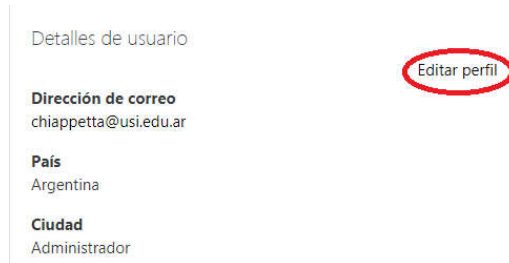 Detalles de usuario
Editar perfil
Dirección de correo
chiappetta@usi.edu.ar
País
Argentina
Ciudad
Administrador